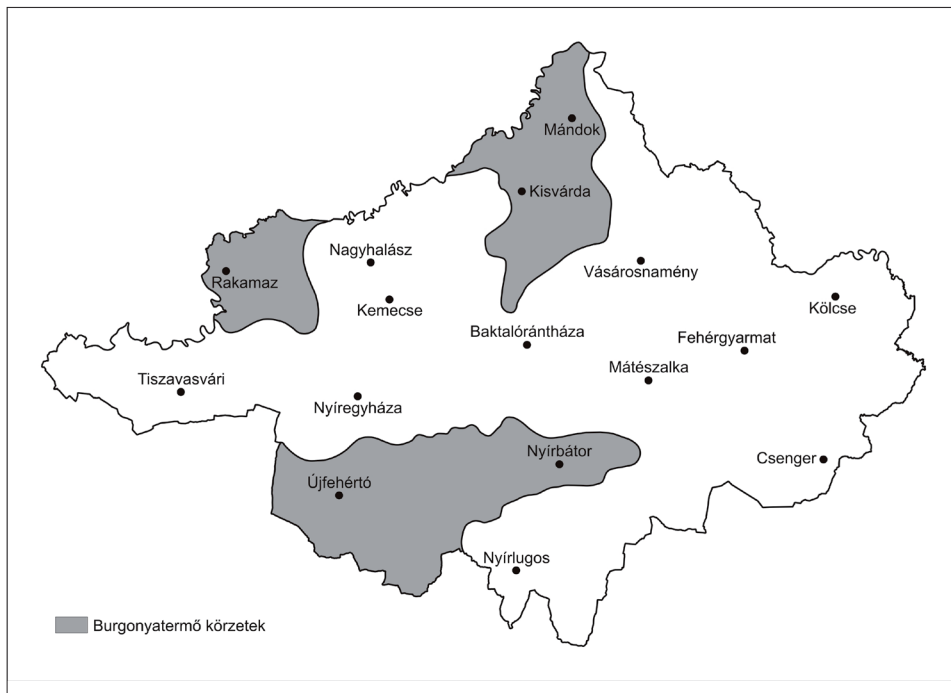 Mándok
Kisvárda
Nagyhalász
Vásárosnamény
Rakamaz
Kemecse
Kölcse
Baktalórántháza
Fehérgyarmat
Mátészalka
Tiszavasvári
Nyíregyháza
Nyírbátor
Csenger
Újfehértó
Nyírlugos
Burgonyatermő körzetek